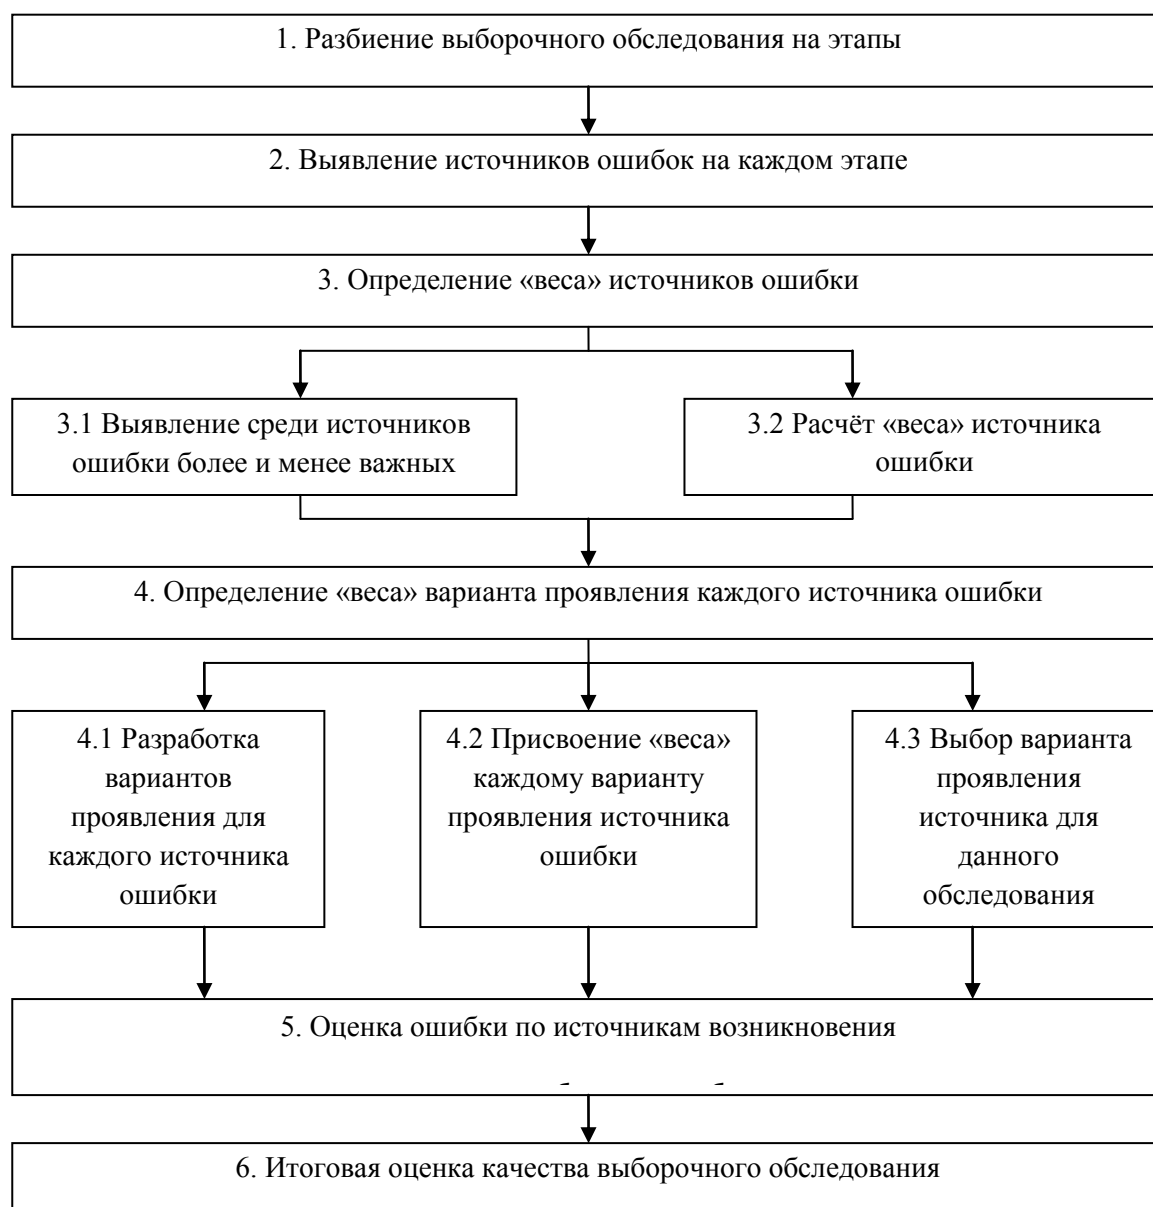 1. Разбиение выборочного обследования на этапы
2. Выявление источников ошибок на каждом этапе
3. Определение «веса» источников ошибки
3.1 Выявление среди источников
ошибки более и менее важных
3.2 Расчёт «веса» источника
ошибки
4. Определение «веса» варианта проявления каждого источника ошибки
4.1 Разработка
вариантов
проявления для
каждого источника
ошибки
4.2 Присвоение «веса»
каждому варианту
проявления источника
ошибки
4.3 Выбор варианта
проявления
источника для
данного
обследования
5. Оценка ошибки по источникам возникновения
6. Итоговая оценка качества выборочного обследования